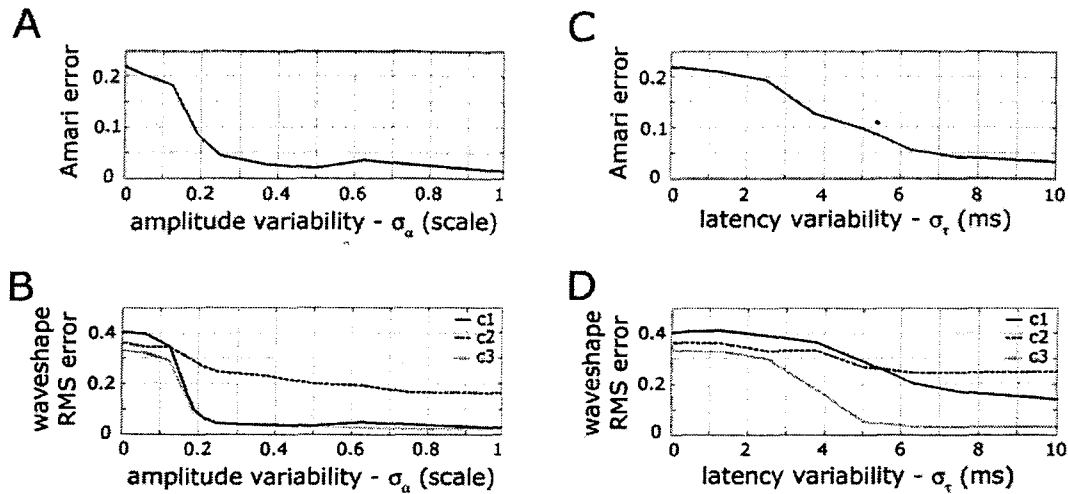 A
Amari error
0.2
0.1
0
0 0.2 0.4 0.6 0.8 1
amplitude variability - σα (scale)
C
Amari error
0.2
0.1
0
0 2 4 6 8 10
latency variability - στ (ms)
B
waveshape
RMS error
0.4
0.2
0
c1
c2
c3
0 0.2 0.4 0.6 0.8 1
amplitude variability - σα (scale)
D
waveshape
RMS error
0.4
0.2
0
c1
c2
c3
0 2 4 6 8 10
latency variability - στ (ms)